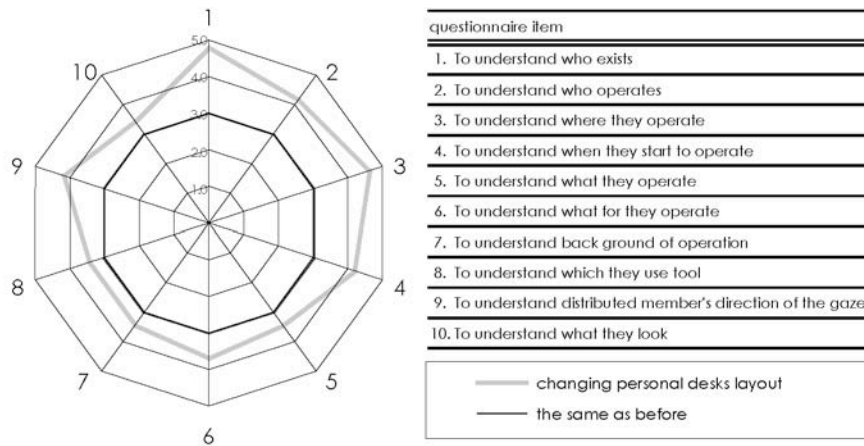 1
5.0
10
2
4.0
3.0
9
2.0
3
1.0
8
4
7
5
6
questionnaire item
1. To understand who exists
2. To understand who operates
3. To understand where they operate
4. To understand when they start to operate
5. To understand what they operate
6. To understand what for they operate
7. To understand back ground of operation
8. To understand which they use tool
9. To understand distributed member's direction of the gaze
10. To understand what they look
changing personal desks layout
the same as before